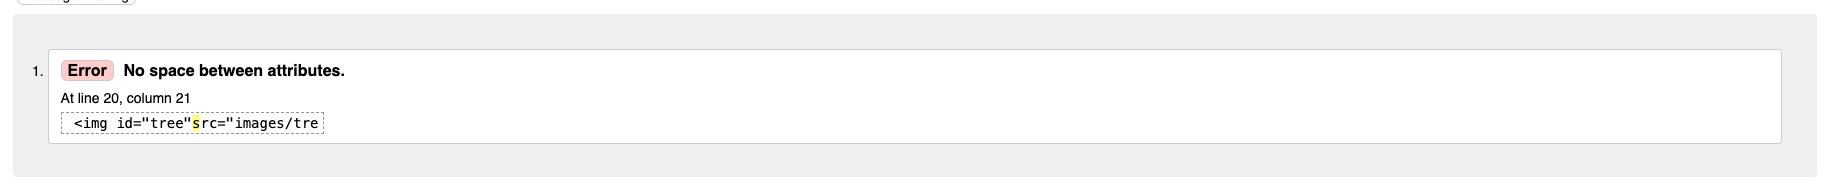 1. Error No space between attributes.
At line 20, column 21
<img id="tree"src="images/tre